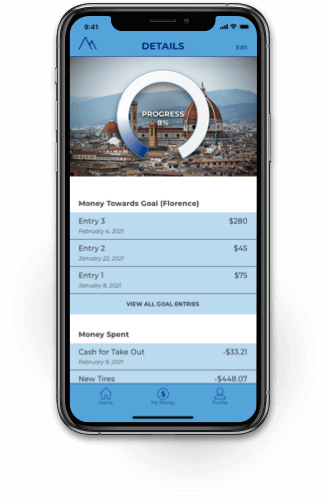 9:41
DETAILS
Edit
PROGRESS
8%
Money Towards Goal (Florence)
Entry 3
$280
February 4, 2021
Entry 2
$45
January 22, 2021
Entry 1
$75
January 8, 2021
VIEW ALL GOAL ENTRIES
Money Spent
Cash for Take Out
-$33.21
February 9, 2021
New Tires
-$448.07
Home
My Money
Profile